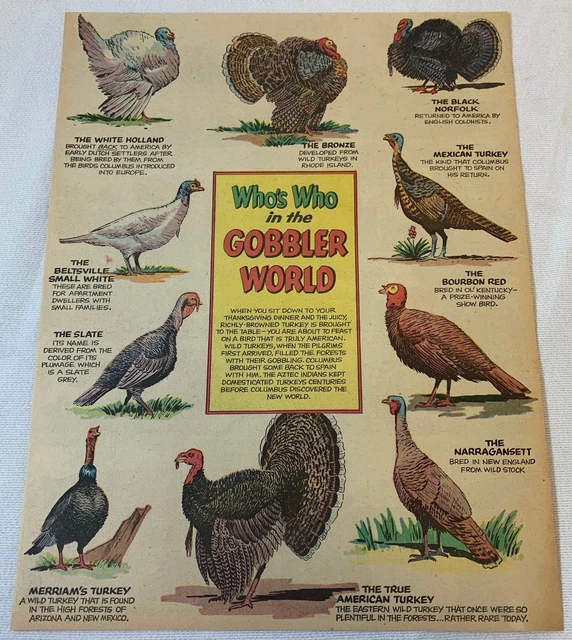 THE WHITE HOLLAND
BROUGHT BACK TO AMERICA BY
EARLY DUTCH SETTLERS AFTER
BEING BRED BY THEM FROM
THE BIRDS COLUMBUS INTRODUCED
INTO EUROPE.
THE BRONZE
DEVELOPED FROM
WILD TURKEYS IN
RHODE ISLAND.
THE BLACK
NORFOLK
RETURNED TO AMERICA BY
ENGLISH COLONISTS.
THE
MEXICAN TURKEY
THE KIND THAT COLUMBUS
BROUGHT TO SPAIN ON
HIS RETURN.
THE
BELTSVILLE
SMALL WHITE
THESE ARE BRED
FOR APARTMENT
DWELLERS WITH
SMALL FAMILIES.
Who's Who
in the
GOBBLER
WORLD
WHEN YOU SIT DOWN TO YOUR
THANKSGIVING DINNER AND THE JUICY,
RICHLY-BROWNED TURKEY IS BROUGHT
TO THE TABLE—YOU ARE ABOUT TO FEAST
ON A BIRD THAT IS TRULY AMERICAN.
WILD TURKEYS, WHEN THE PILGRIMS
FIRST ARRIVED, FILLED THE FORESTS
WITH THEIR GOBBLING. COLUMBUS
BROUGHT SOME BACK TO SPAIN
WITH HIM. THE AZTEC INDIANS KEPT
DOMESTICATED TURKEYS CENTURIES
BEFORE COLUMBUS DISCOVERED THE
NEW WORLD.
THE
BOURBON RED
BRED IN OL' KENTUCKY—
A PRIZE-WINNING
SHOW BIRD.
THE SLATE
ITS NAME IS
DERIVED FROM THE
COLOR OF ITS
PLUMAGE WHICH
IS A SLATE
GREY.
THE
NARRAGANSETT
BRED IN NEW ENGLAND
FROM WILD STOCK
MERRIAM'S TURKEY
A WILD TURKEY THAT IS FOUND
IN THE HIGH FORESTS OF
ARIZONA AND NEW MEXICO.
THE TRUE
AMERICAN TURKEY
THE EASTERN WILD TURKEY THAT ONCE WERE SO
PLENTIFUL IN THE FORESTS...RATHER RARE TODAY.